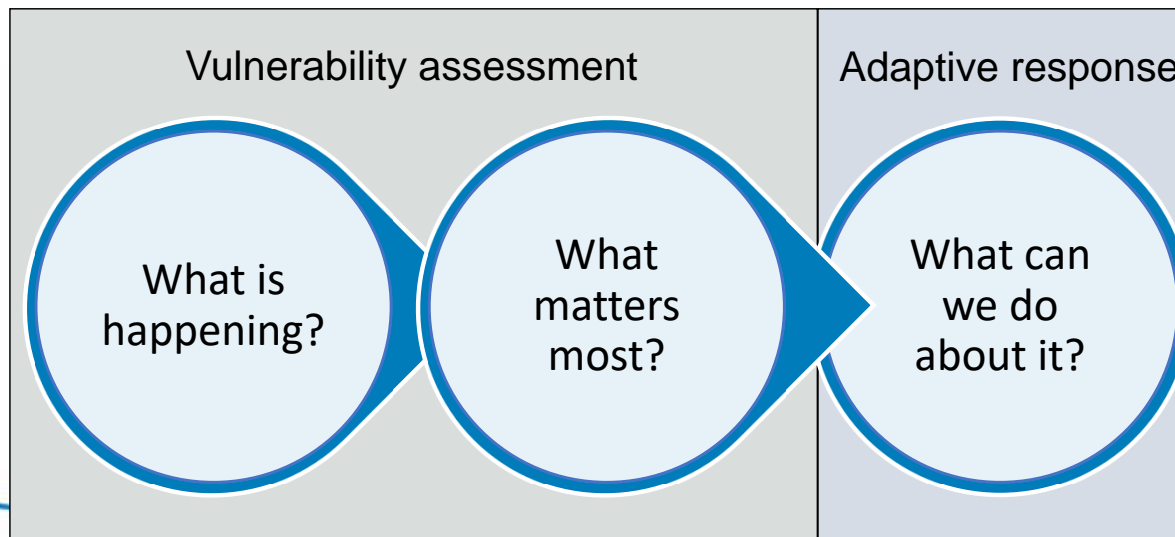 Vulnerability assessment
Adaptive response
What is
happening?
What
matters
most?
What can
we do
about it?